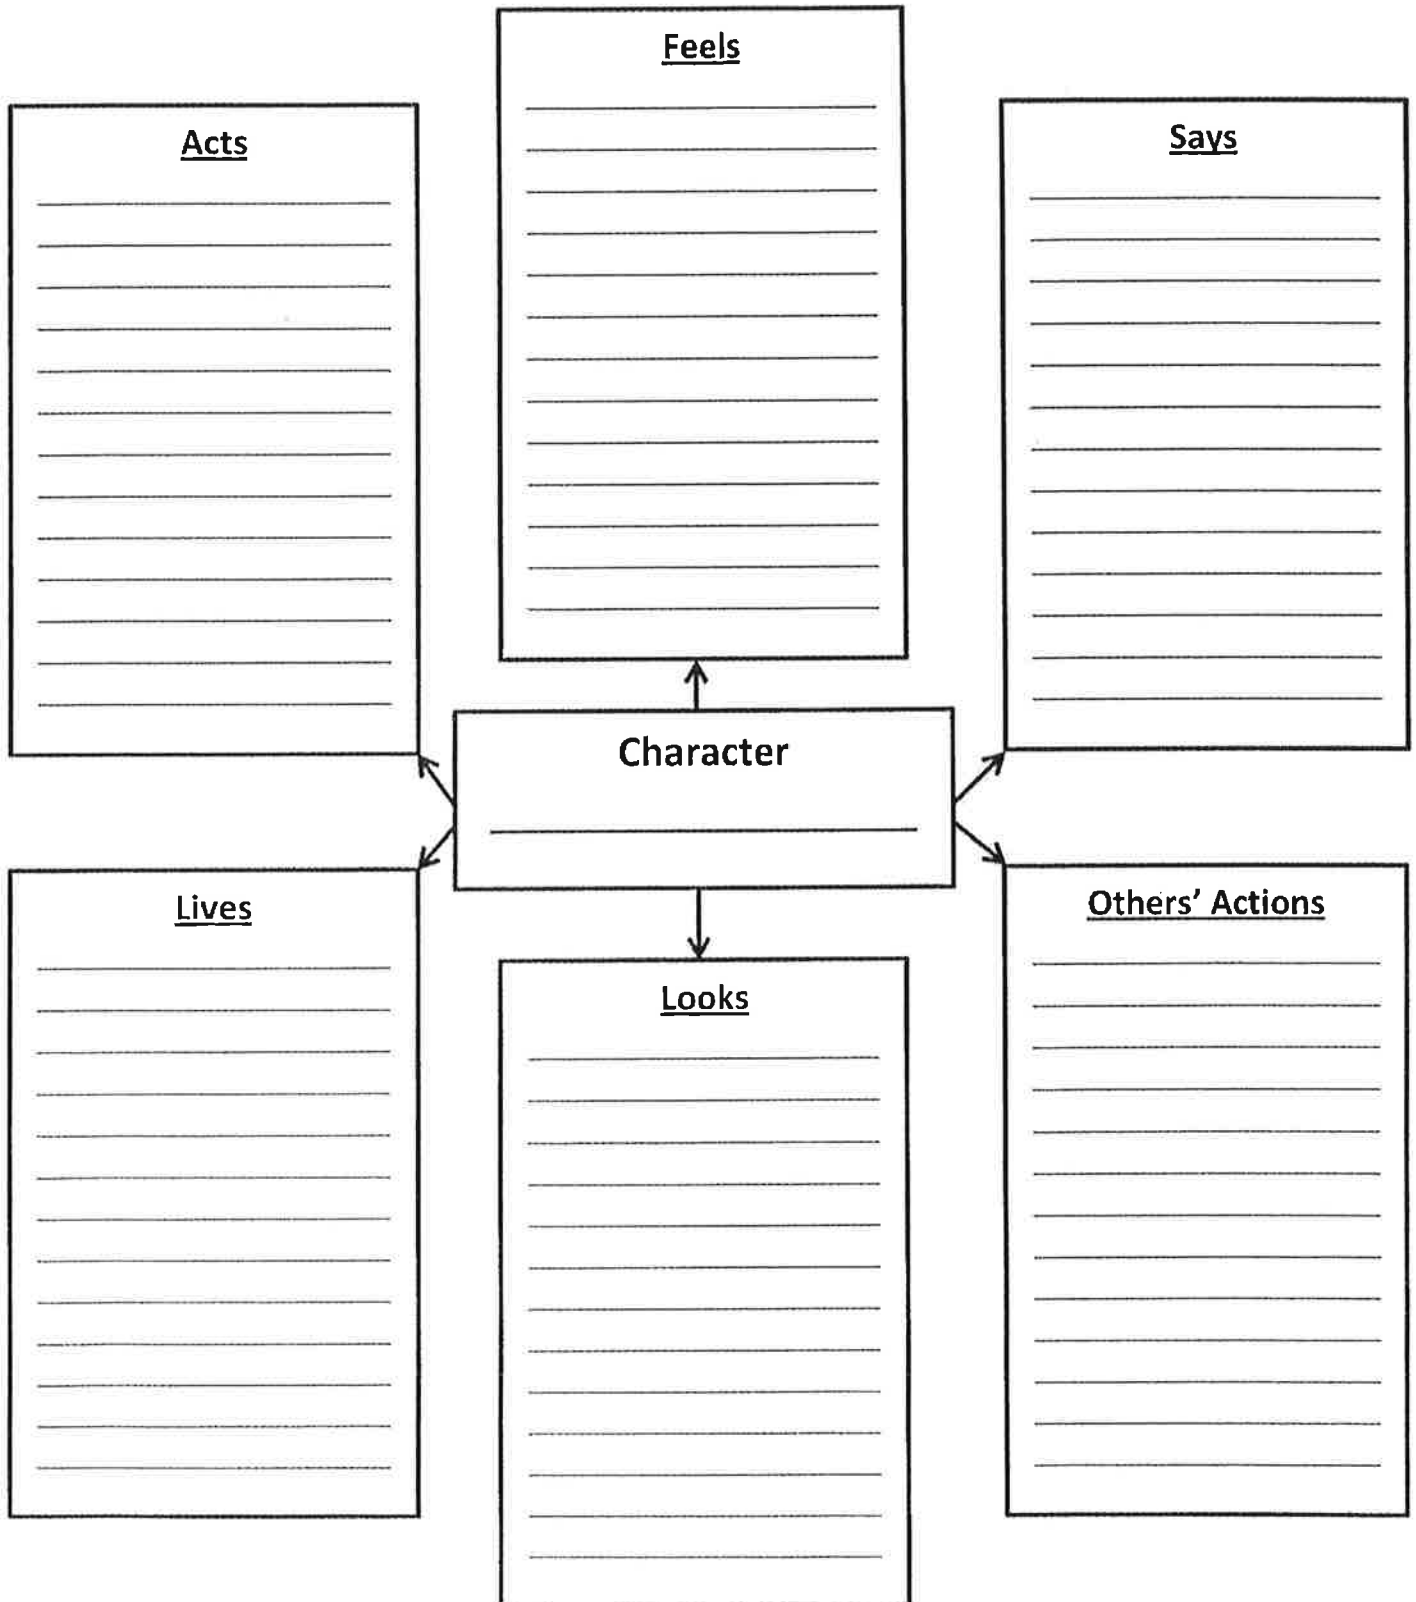 Feels
Acts
Says
Character
Lives
Others' Actions
Looks